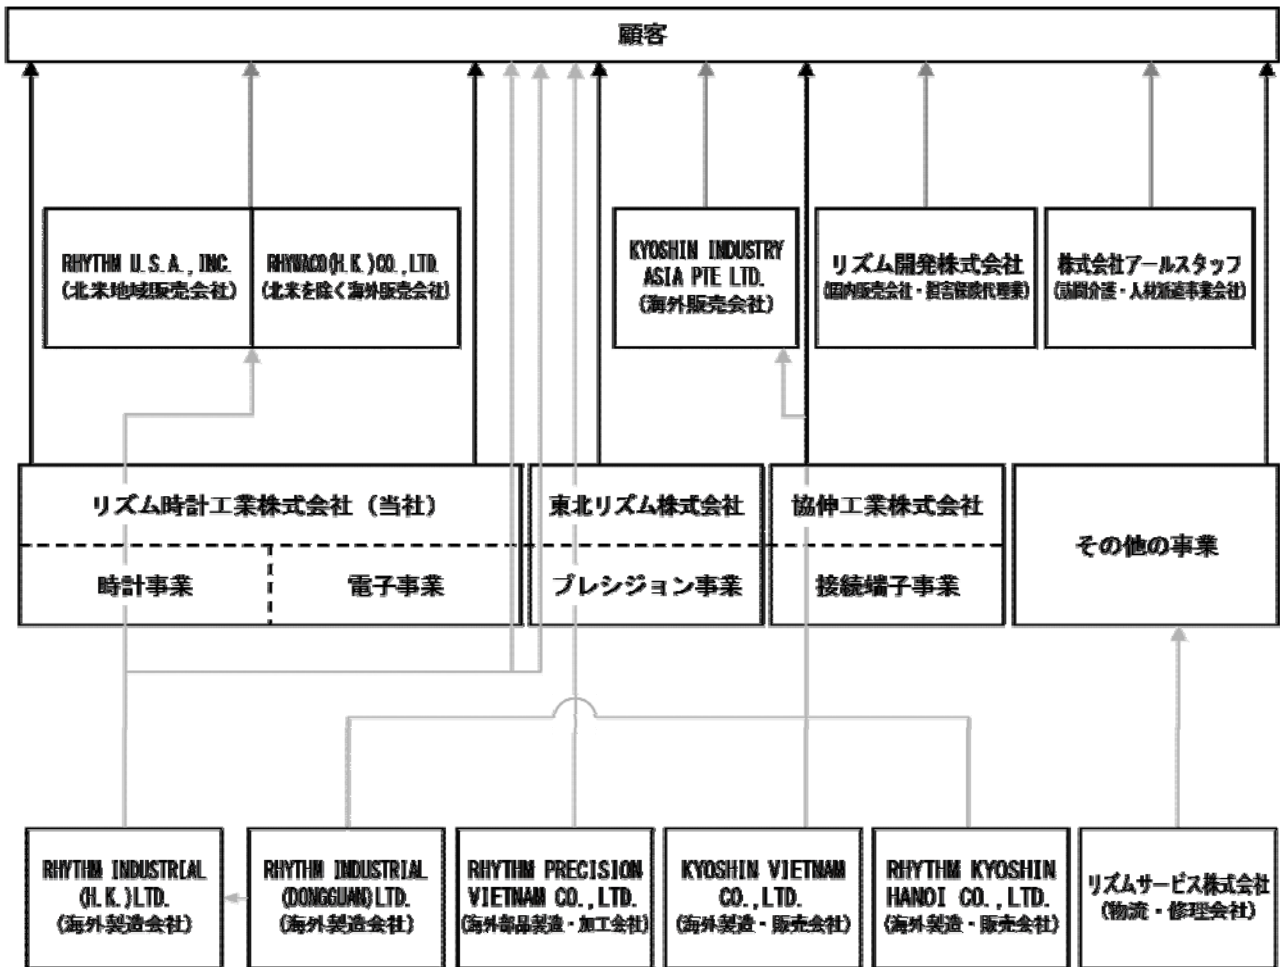 顧客
RHYTHM U.S.A.,INC.
(北米地域販売会社)
RHYWACO(H.K.)CO.,LTD.
(北米を除く海外販売会社)
KYOSHIN INDUSTRY
ASIA PTE LTD.
(海外販売会社)
リズム開発株式会社
(国内販売会社・損害保険代理業)
株式会社アールスタッフ
(訪問介護・人材派遣事業会社)
リズム時計工業株式会社(当社)
時計事業
電子事業
東北リズム株式会社
プレシジョン事業
協伸工業株式会社
接続端子事業
その他の事業
RHYTHM INDUSTRIAL
(H.K.)LTD.
(海外製造会社)
RHYTHM INDUSTRIAL
(DONGGUAN)LTD.
(海外製造会社)
RHYTHM PRECISION
VIETNAM CO.,LTD.
(海外部品製造・加工会社)
KYOSHIN VIETNAM
CO.,LTD.
(海外製造・販売会社)
RHYTHM KYOSHIN
HANOI CO.,LTD.
(海外製造・販売会社)
リズムサービス株式会社
(物流・修理会社)